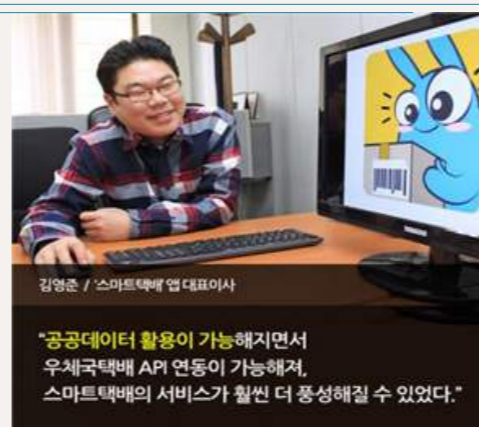 김영준 / '스마트택배' 앱 대표이사
"공공데이터 활용이 가능해지면서
우체국택배 API 연동이 가능해져,
스마트택배의 서비스가 훨씬 더 풍성해질 수 있었다."